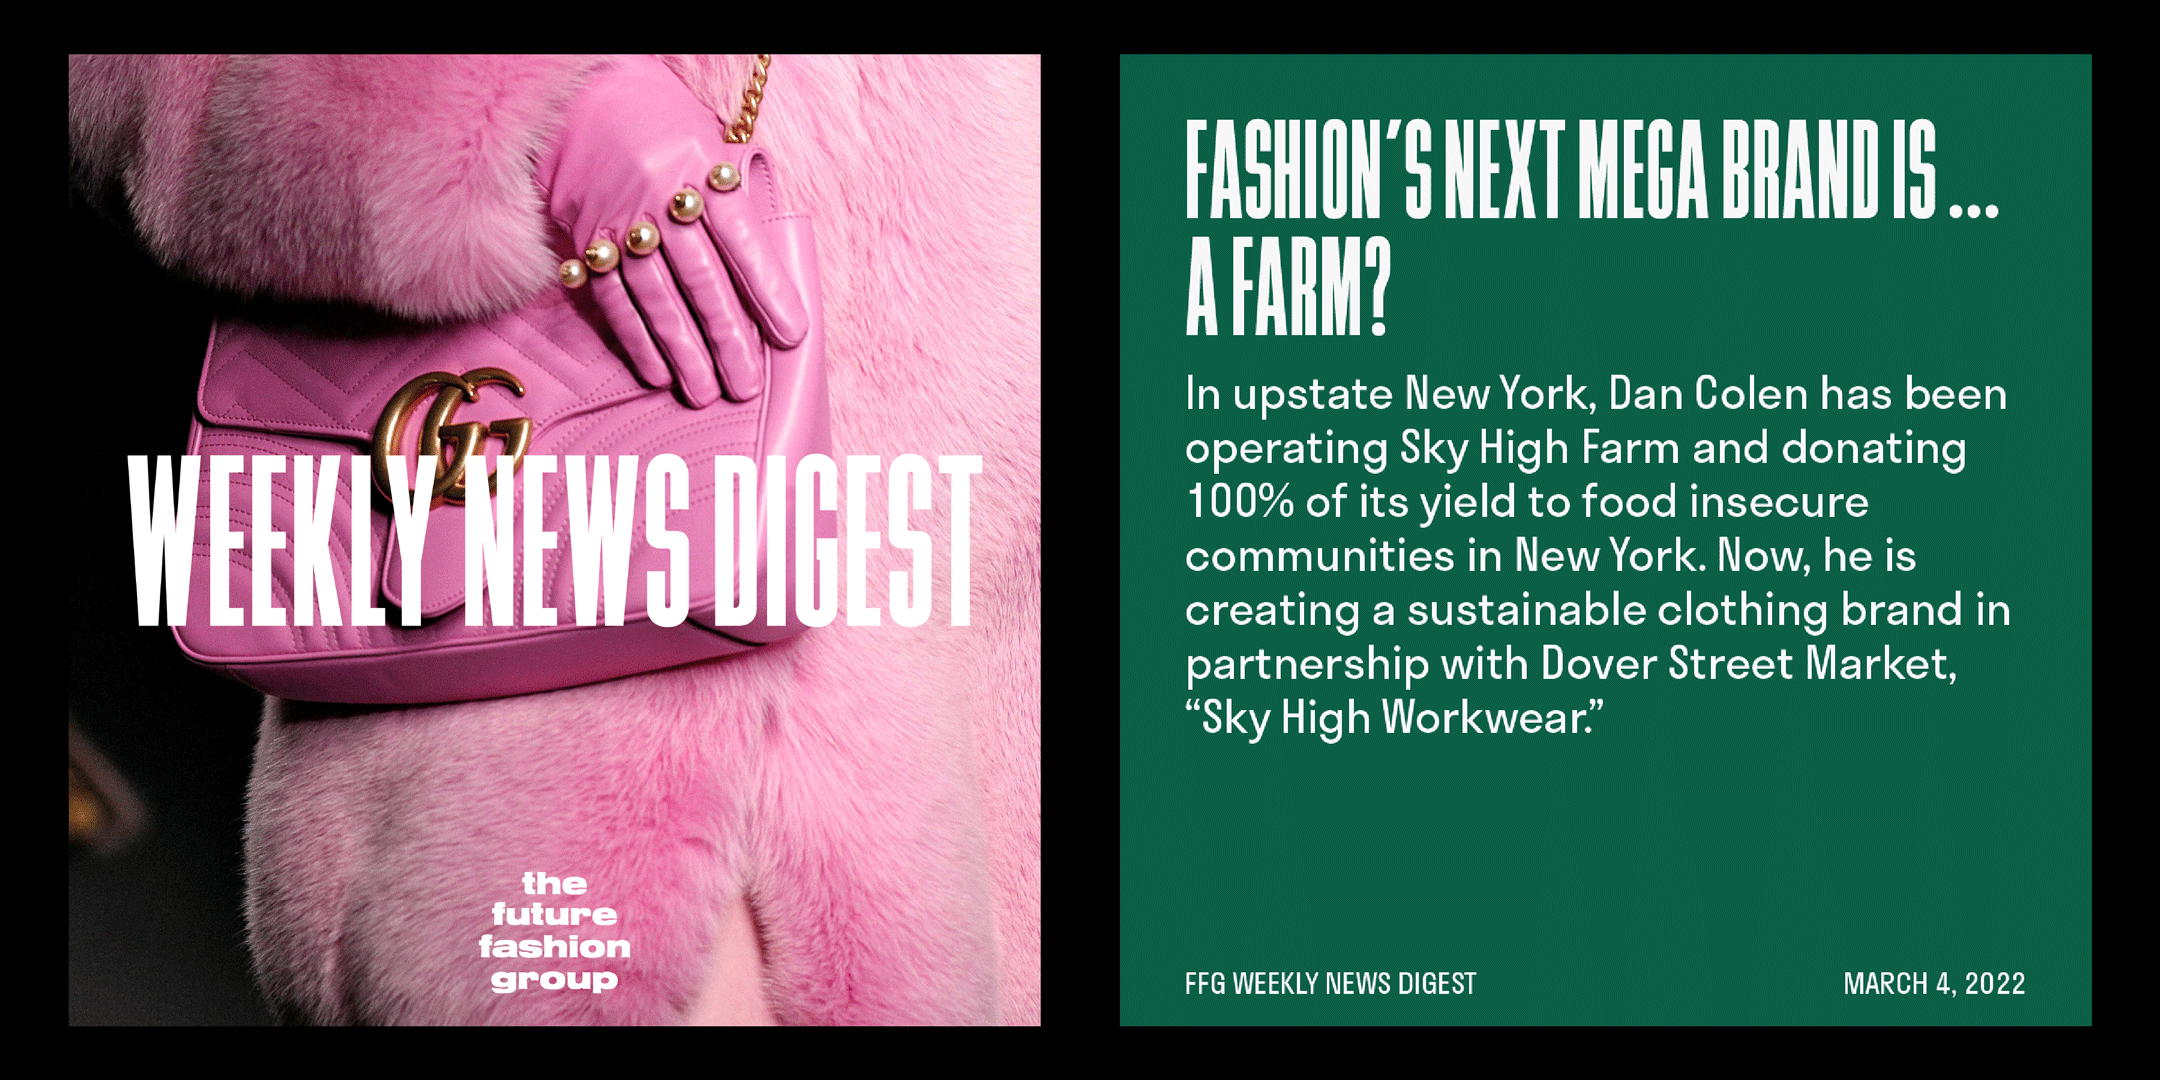 WEEKLY NEWS DIGEST
the
future
fashion
group
FASHION’S NEXT MEGA BRAND IS ...
A FARM?
In upstate New York, Dan Colen has been
operating Sky High Farm and donating
100% of its yield to food insecure
communities in New York. Now, he is
creating a sustainable clothing brand in
partnership with Dover Street Market,
“Sky High Workwear.”
FFG WEEKLY NEWS DIGEST
MARCH 4, 2022